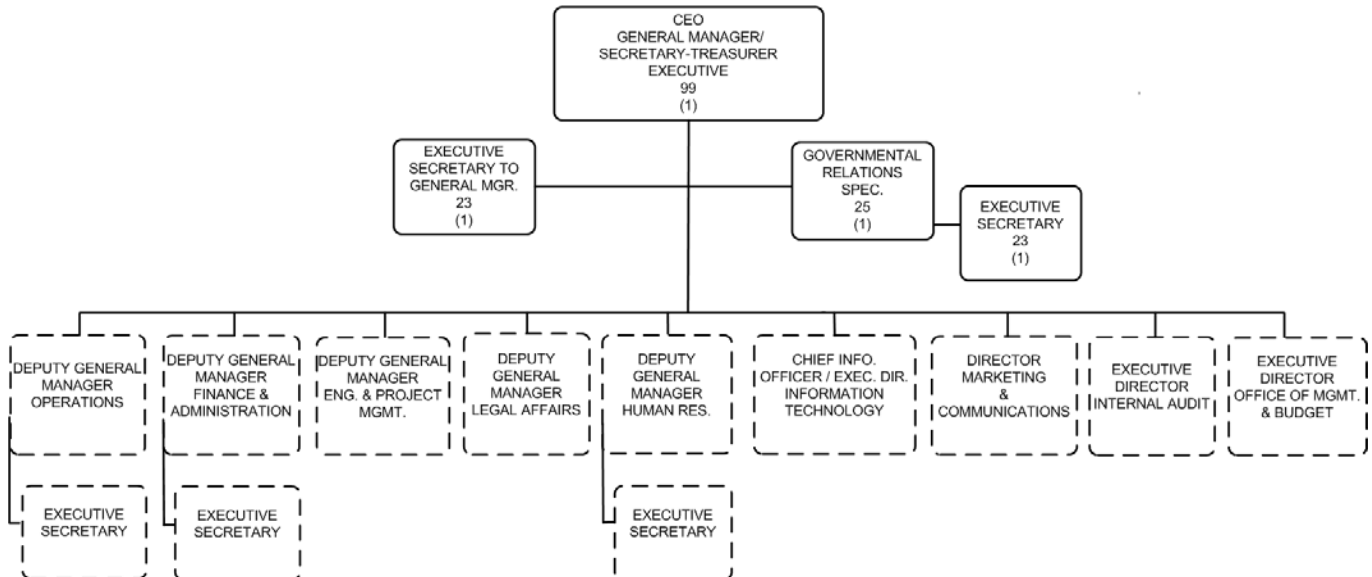 CEO
GENERAL MANAGER/
SECRETARY-TREASURER
EXECUTIVE
99
(1)
EXECUTIVE
SECRETARY TO
GENERAL MGR.
23
(1)
GOVERNMENTAL
RELATIONS
SPEC.
25
(1)
EXECUTIVE
SECRETARY
23
(1)
DEPUTY GENERAL
MANAGER
OPERATIONS
DEPUTY GENERAL
MANAGER
FINANCE &
ADMINISTRATION
DEPUTY GENERAL
MANAGER
ENG. & PROJECT
MGMT.
DEPUTY
GENERAL
MANAGER
LEGAL AFFAIRS
DEPUTY
GENERAL
MANAGER
HUMAN RES.
CHIEF INFO.
OFFICER / EXEC. DIR.
INFORMATION
TECHNOLOGY
DIRECTOR
MARKETING
&
COMMUNICATIONS
EXECUTIVE
DIRECTOR
INTERNAL AUDIT
EXECUTIVE
DIRECTOR
OFFICE OF MGMT.
& BUDGET
EXECUTIVE
SECRETARY
EXECUTIVE
SECRETARY
EXECUTIVE
SECRETARY